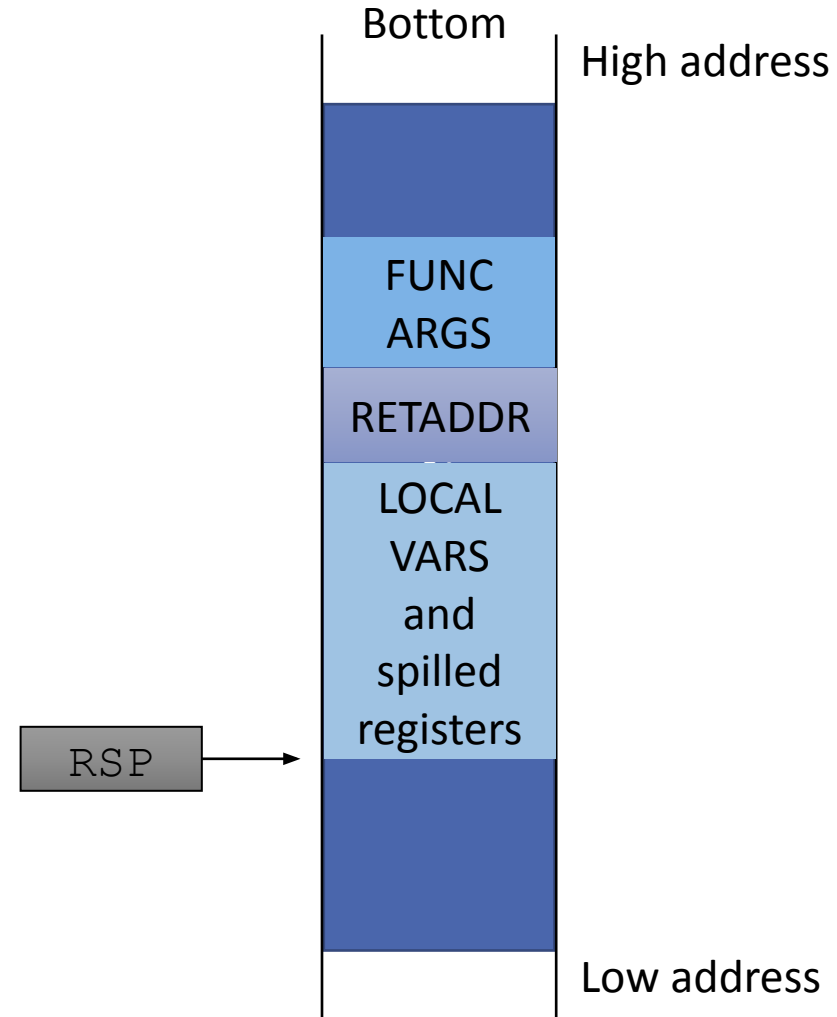 Bottom
High address
FUNC
ARGS
RETADDR
LOCAL
VARS
and
spilled
registers
RSP
Low address